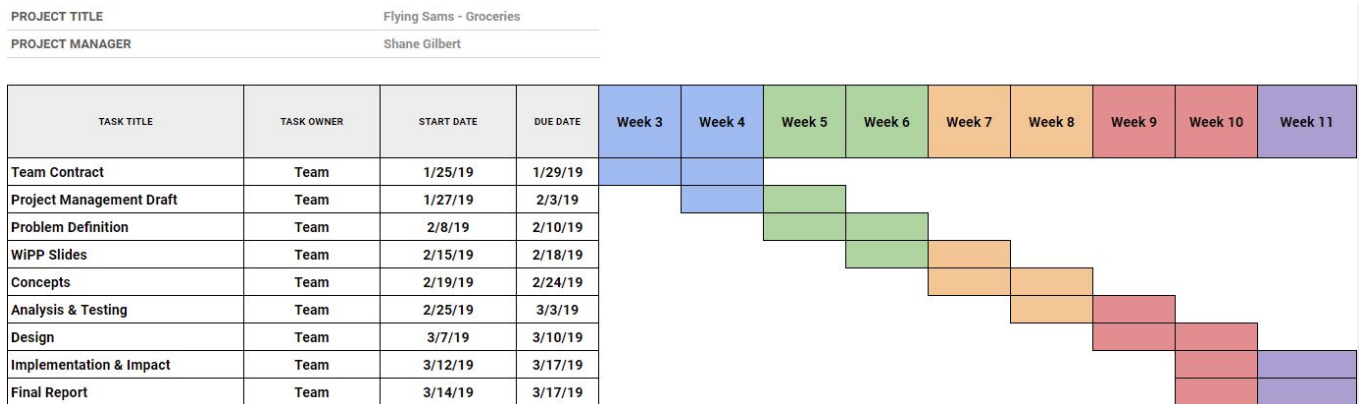 PROJECT TITLE Flying Sams - Groceries
PROJECT MANAGER Shane Gilbert
TASK TITLE TASK OWNER START DATE DUE DATE Week 3 Week 4 Week 5 Week 6 Week 7 Week 8 Week 9 Week 10 Week 11
Team Contract Team 1/25/19 1/29/19
Project Management Draft Team 1/27/19 2/3/19
Problem Definition Team 2/8/19 2/10/19
WiPP Slides Team 2/15/19 2/18/19
Concepts Team 2/19/19 2/24/19
Analysis & Testing Team 2/25/19 3/3/19
Design Team 3/7/19 3/10/19
Implementation & Impact Team 3/12/19 3/17/19
Final Report Team 3/14/19 3/17/19